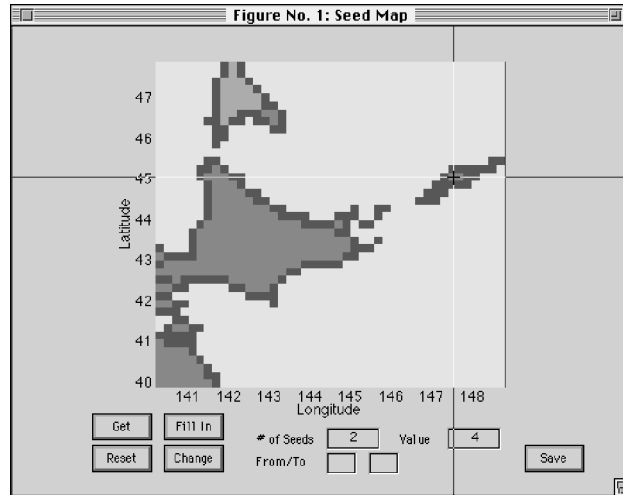 Figure No. 1: Seed Map
47
46
45
44
43
42
41
40
Latitude
141 142 143 144 145 146 147 148
Longitude
Get Fill In # of Seeds 2 Value 4
Reset Change From/To Save